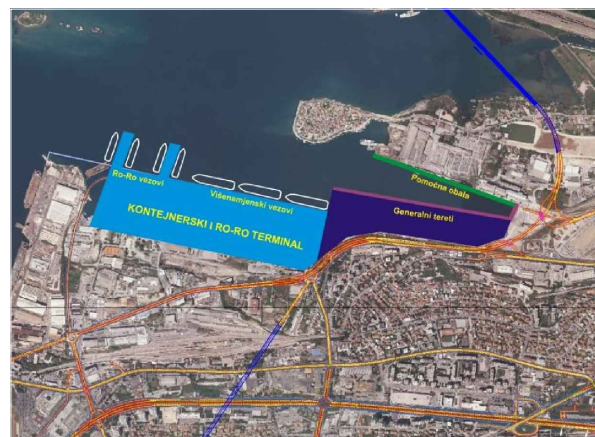 Ro-Ro vezovi
Višenamjenski vezovi
Pomoćna obala
KONTEJNERSKI I RO-RO TERMINAL
Generalni tereti